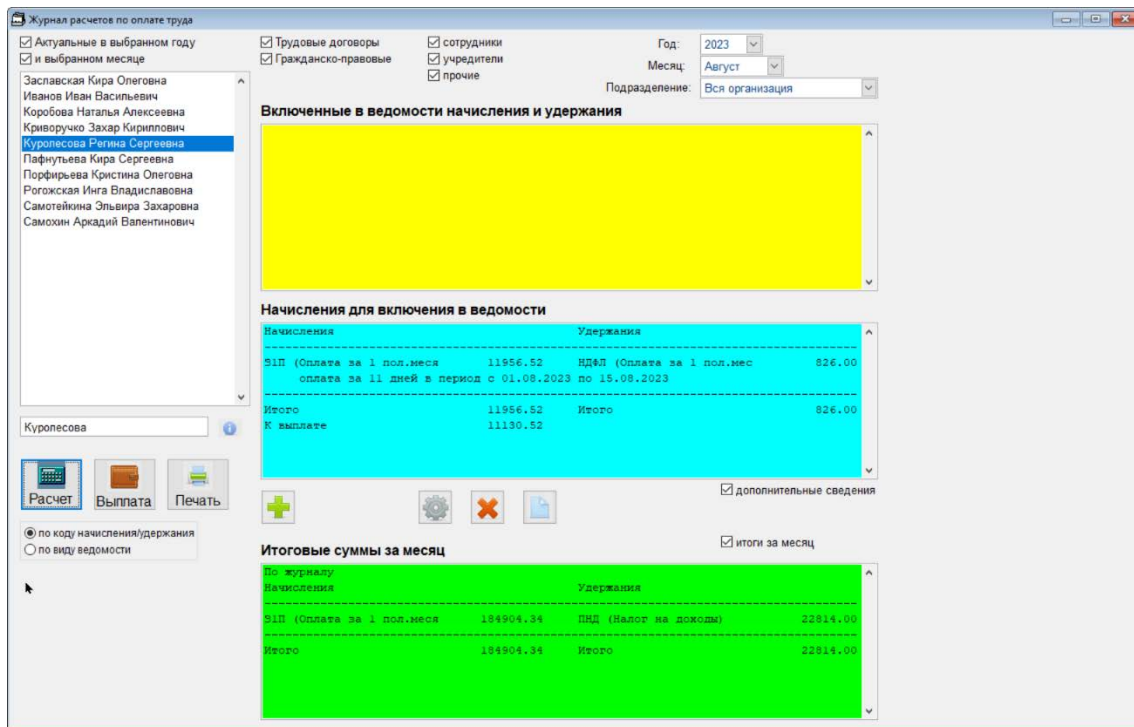 Журнал расчетов по оплате труда
Актуальные в выбранном году
и выбранном месяце
Трудовые договоры
Гражданско-правовые
сотрудники
учредители
прочие
Год: 2023
Месяц: Август
Подразделение: Вся организация
Заславская Кира Олеговна
Иванов Иван Васильевич
Коробова Наталья Алексеевна
Криворучко Захар Кириллович
Куролесова Регина Сергеевна
Пафнутьева Кира Сергеевна
Порфирьева Кристина Олеговна
Рогожская Инга Владиславовна
Самотейкина Эльвира Захаровна
Самохин Аркадий Валентинович
Куролесова
Расчет
Выплата
Печать
по коду начисления/удержания
по виду ведомости
Включенные в ведомости начисления и удержания
Начисления для включения в ведомости
Начисления Удержания
З1П (Оплата за 1 пол.меся 11956.52 НДФЛ (Оплата за 1 пол.мес 826.00
оплата за 11 дней в период с 01.08.2023 по 15.08.2023
Итого 11956.52 Итого 826.00
К выплате 11130.52
дополнительные сведения
итоги за месяц
Итоговые суммы за месяц
По журналу
Начисления Удержания
З1П (Оплата за 1 пол.меся 184904.34 ПНД (Налог на доходы) 22814.00
Итого 184904.34 Итого 22814.00